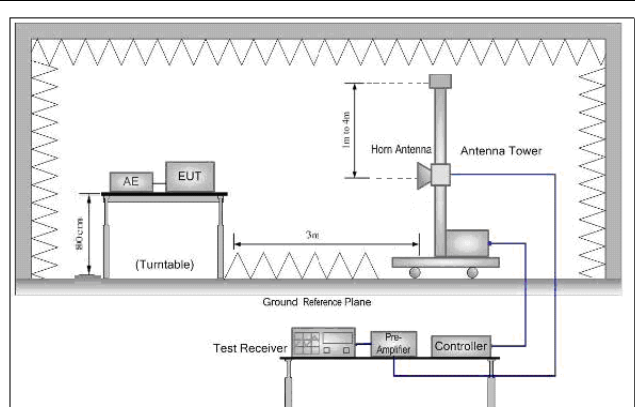 1m to 4m
Horn Antenna
Antenna Tower
AE
EUT
80cm
3m
(Turntable)
Ground Reference Plane
Test Receiver
Pre-
Amplifier
Controller